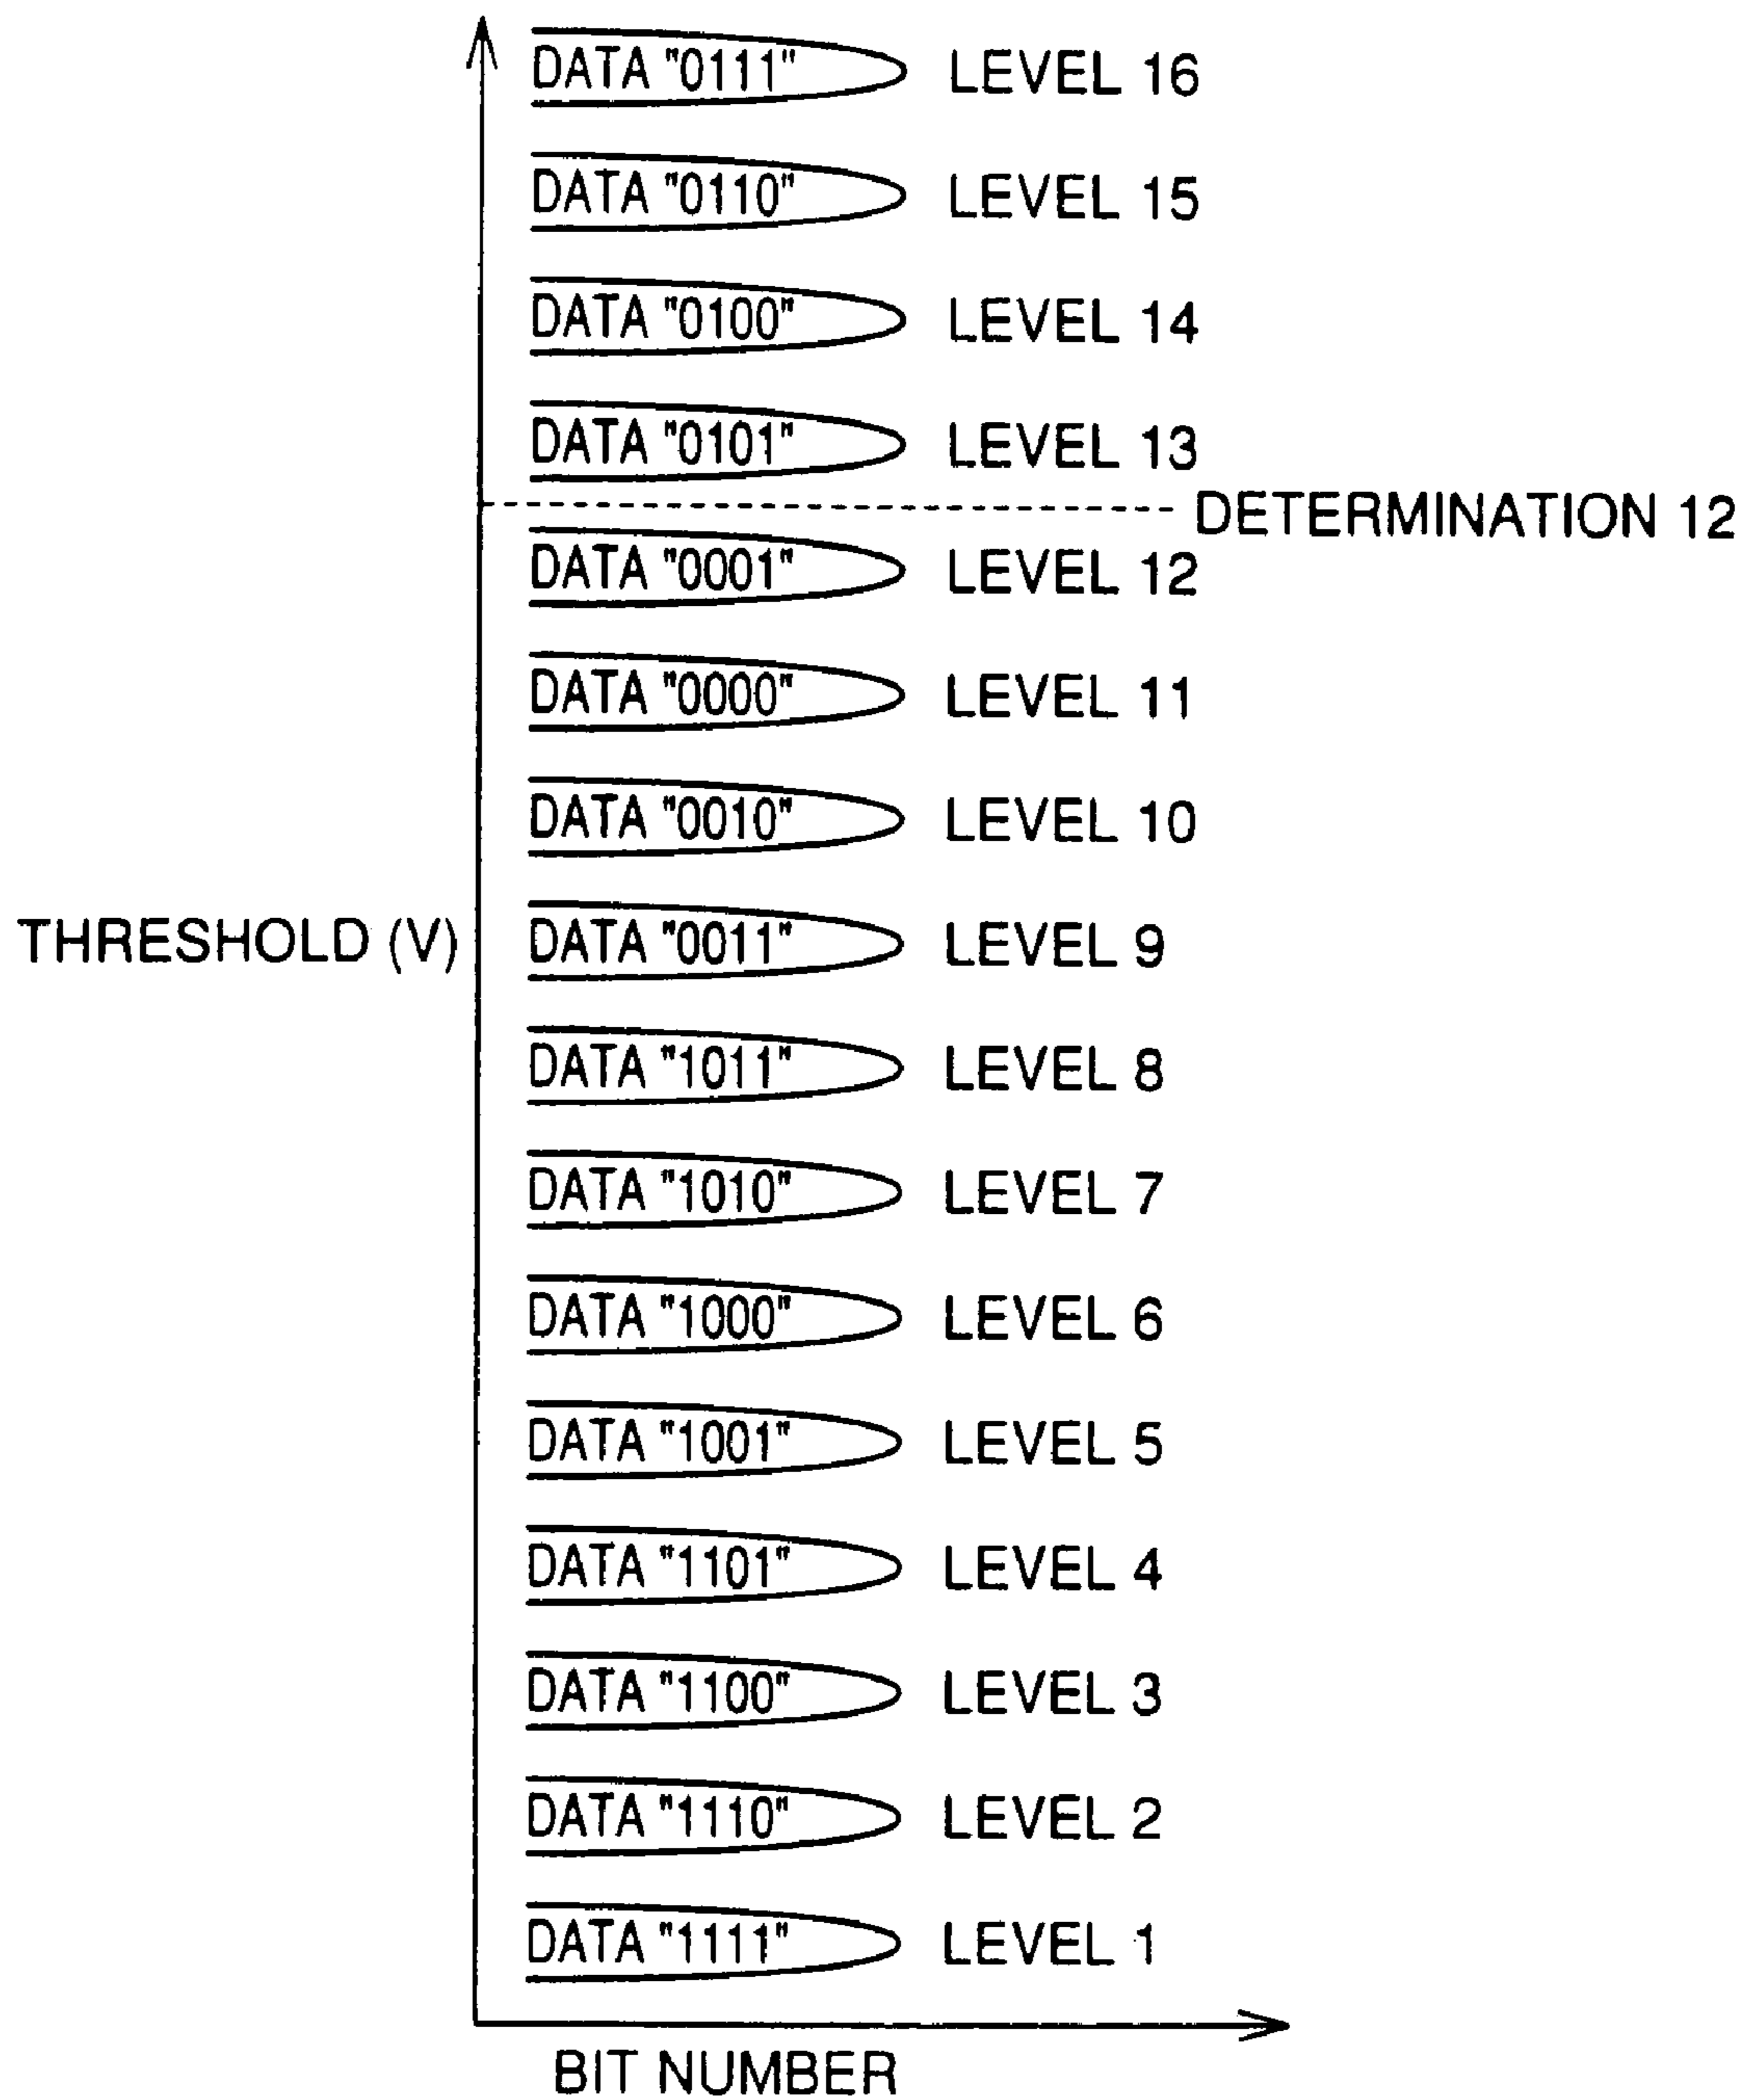 DATA "0111" LEVEL 16
DATA "0110" LEVEL 15
DATA "0100" LEVEL 14
DATA "0101" LEVEL 13
DETERMINATION 12
DATA "0001" LEVEL 12
DATA "0000" LEVEL 11
DATA "0010" LEVEL 10
THRESHOLD (V)
DATA "0011" LEVEL 9
DATA "1011" LEVEL 8
DATA "1010" LEVEL 7
DATA "1000" LEVEL 6
DATA "1001" LEVEL 5
DATA "1101" LEVEL 4
DATA "1100" LEVEL 3
DATA "1110" LEVEL 2
DATA "1111" LEVEL 1
BIT NUMBER